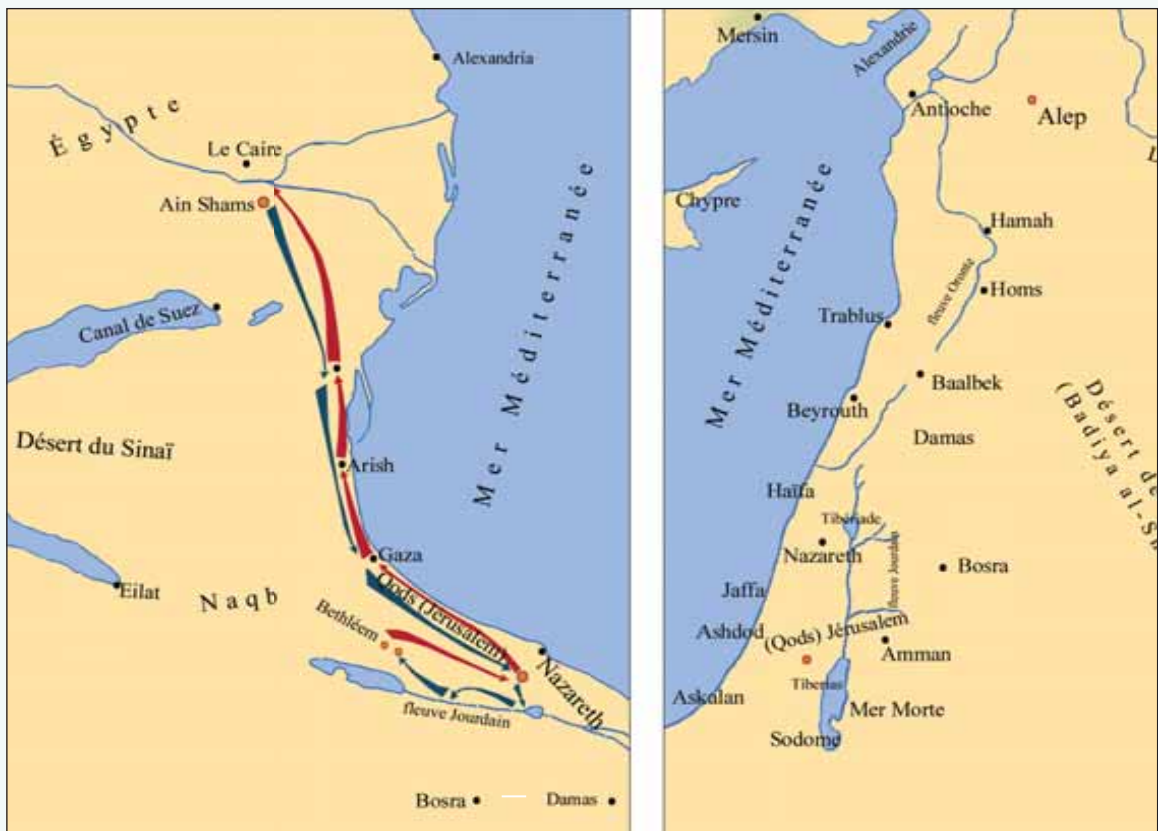 Alexandria
Égypte
Le Caire
Ain Shams
Canal de Suez
Mer Méditerranée
Désert du Sinaï
Arish
Gaza
Eilat
Naqb
Qods (Jerusalem)
Bethléem
Nazareth
fleuve Jourdain
Bosra
Damas
Mersin
Alexandrie
Antioche
Alep
Chypre
Mer Méditerranée
Hamah
fleuve Oronte
Homs
Trablus
Baalbek
Beyrouth
Damas
Désert de
(Badiya al-Sh
Haïfa
Tibériade
Nazareth
fleuve Jourdain
Bosra
Jaffa
Ashdod
(Qods) Jérusalem
Amman
Askalan
Tiberias
Mer Morte
Sodome